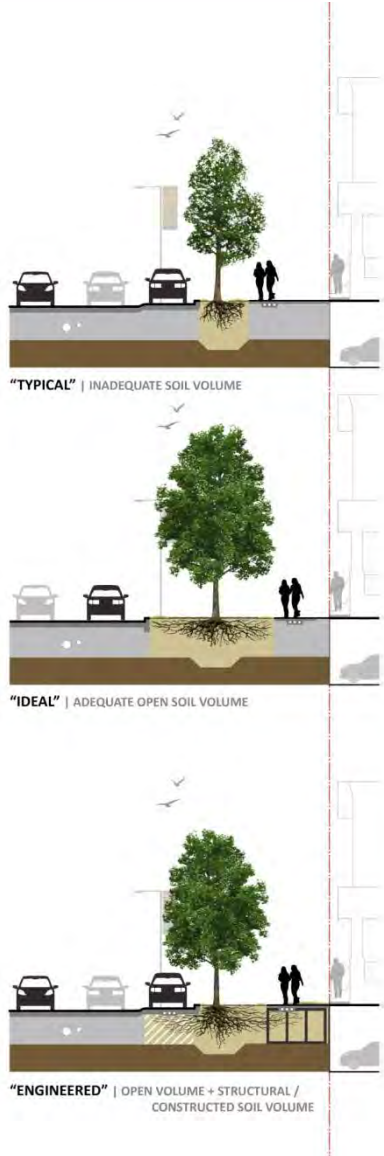 "TYPICAL" | INADEQUATE SOIL VOLUME
"IDEAL" | ADEQUATE OPEN SOIL VOLUME
"ENGINEERED" | OPEN VOLUME + STRUCTURAL /
CONSTRUCTED SOIL VOLUME